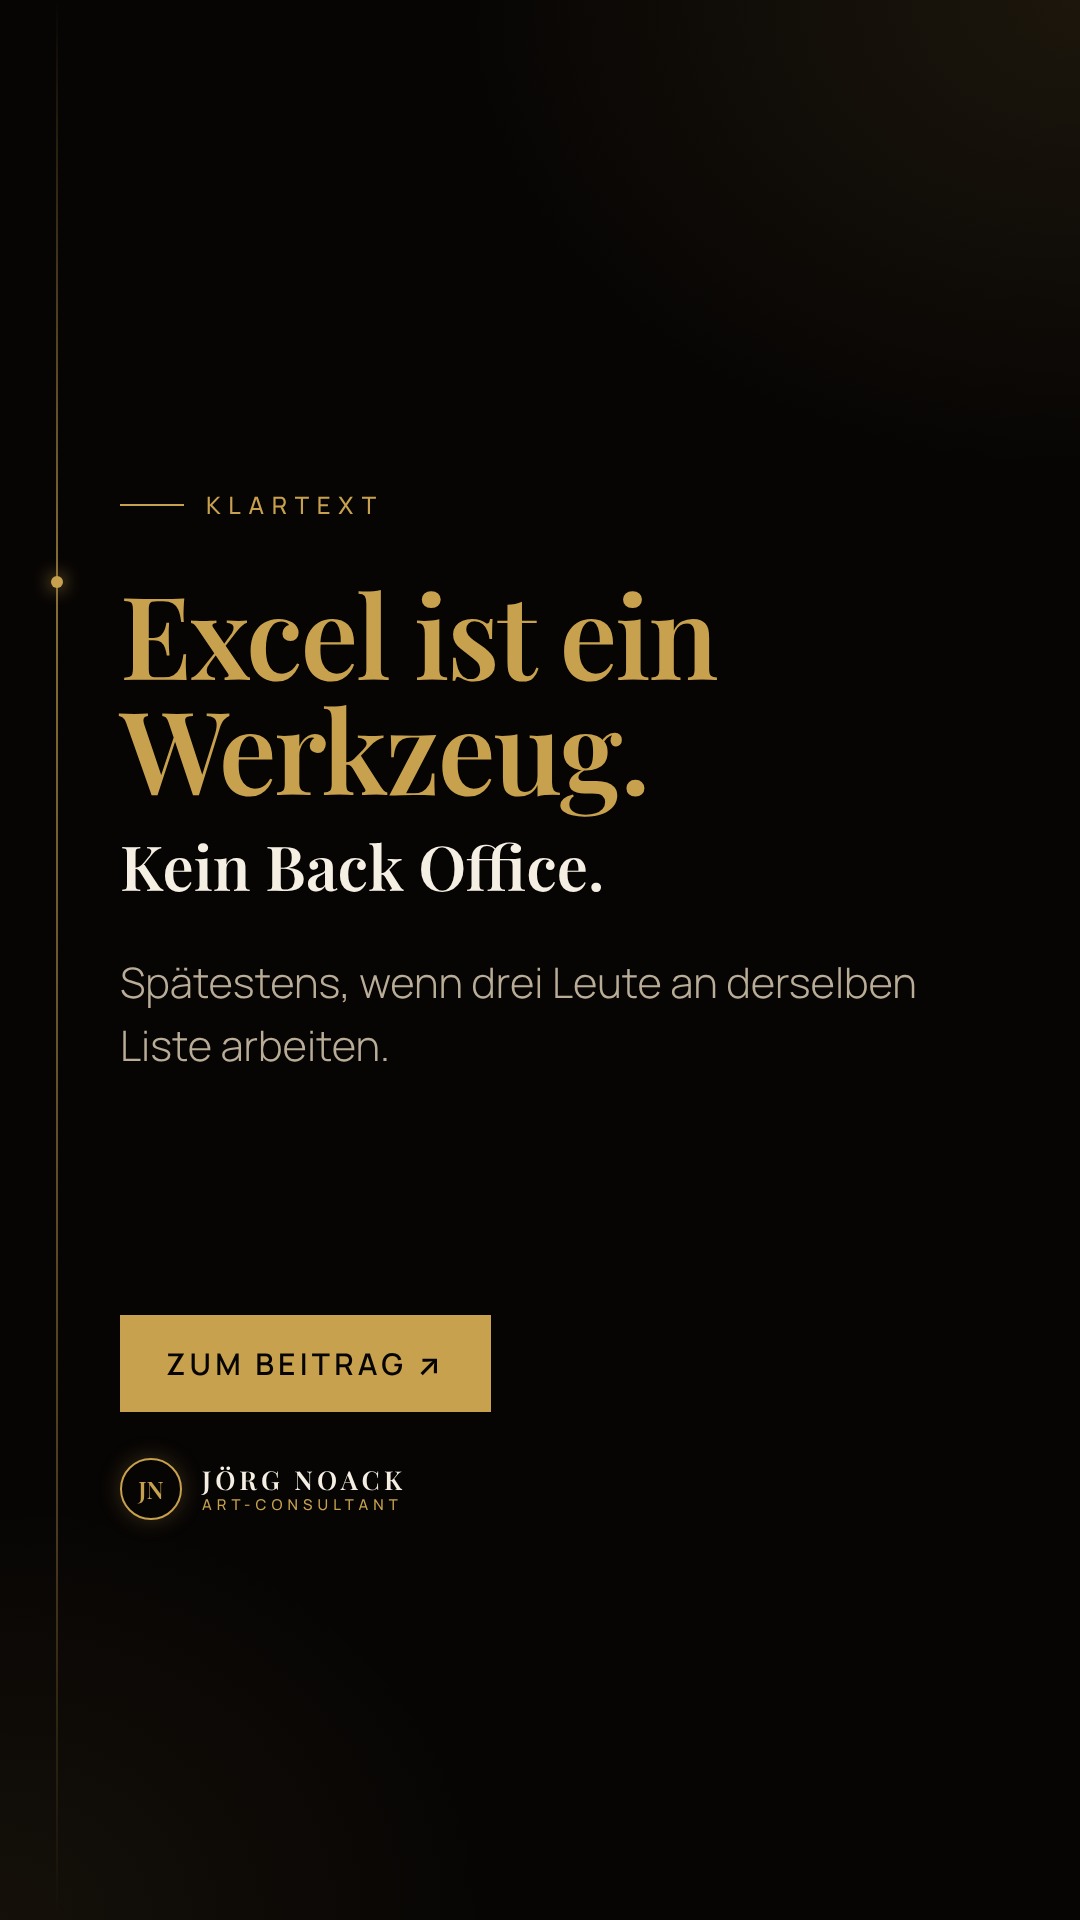 KLARTEXT
Excel ist ein
Werkzeug.
Kein Back Office.
Spätestens, wenn drei Leute an derselben
Liste arbeiten.
ZUM BEITRAG ↗
JN
JÖRG NOACK
ART-CONSULTANT